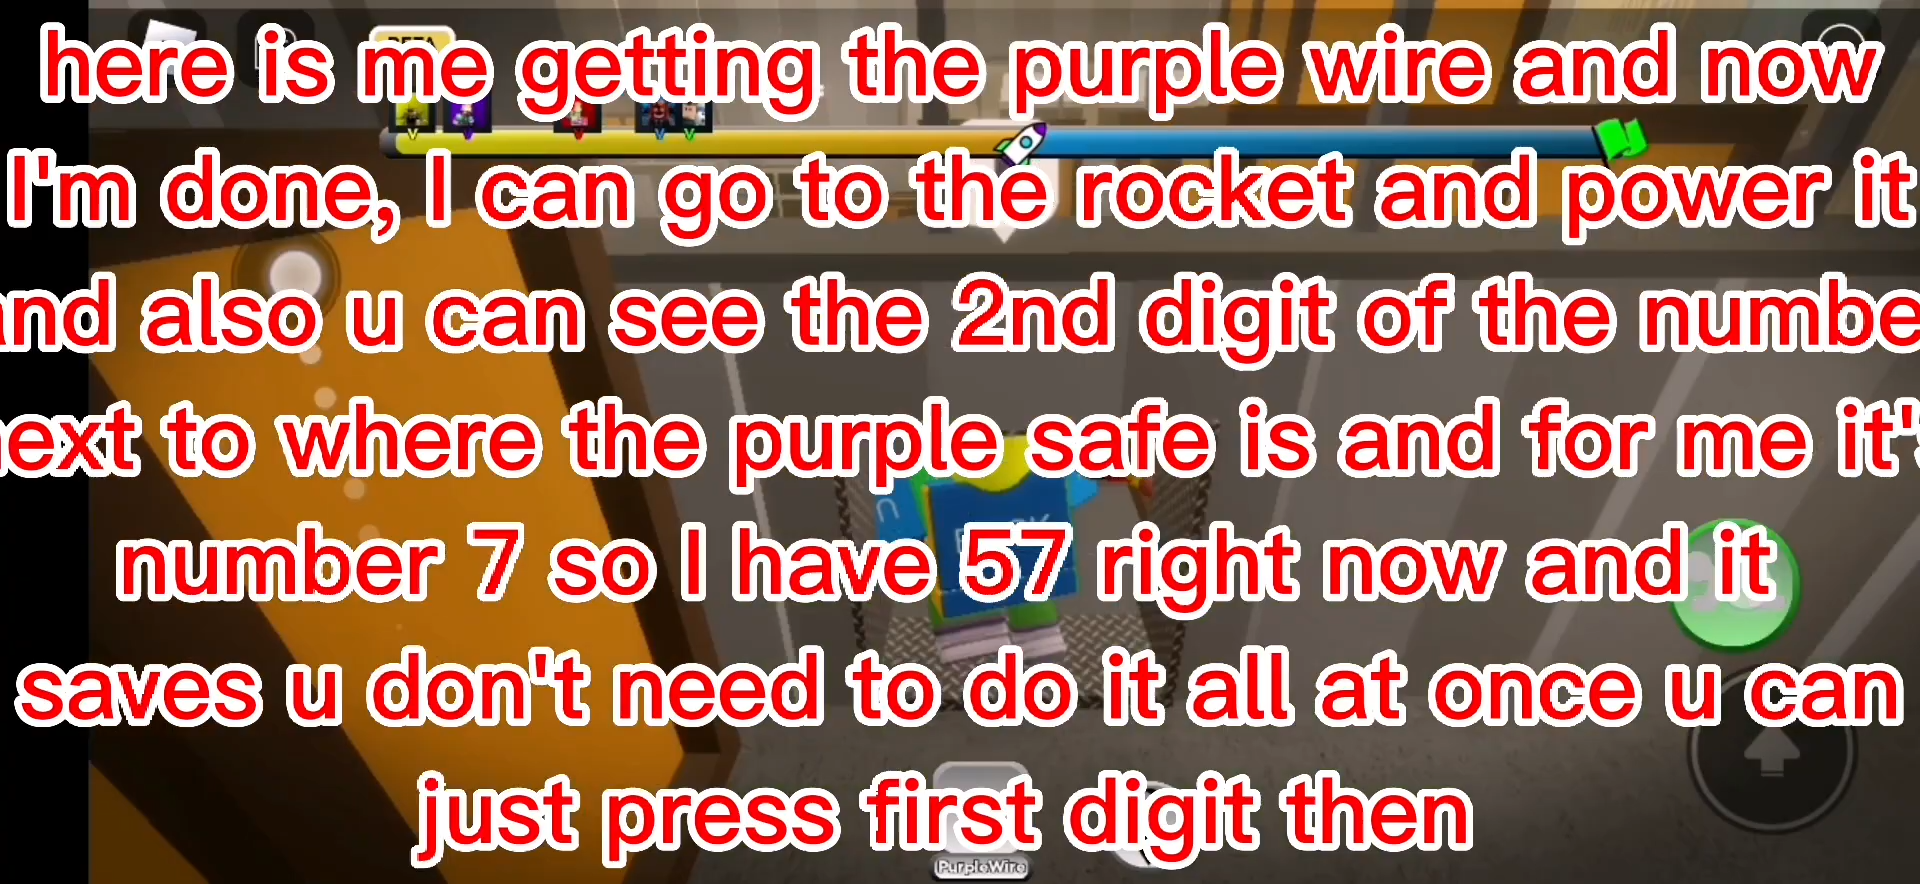 BETA
here is me getting the purple wire and now
I'm done, I can go to the rocket and power it
and also u can see the 2nd digit of the numbe
next to where the purple safe is and for me it's
number 7 so I have 57 right now and it
saves u don't need to do it all at once u can
just press first digit then
PurpleWire